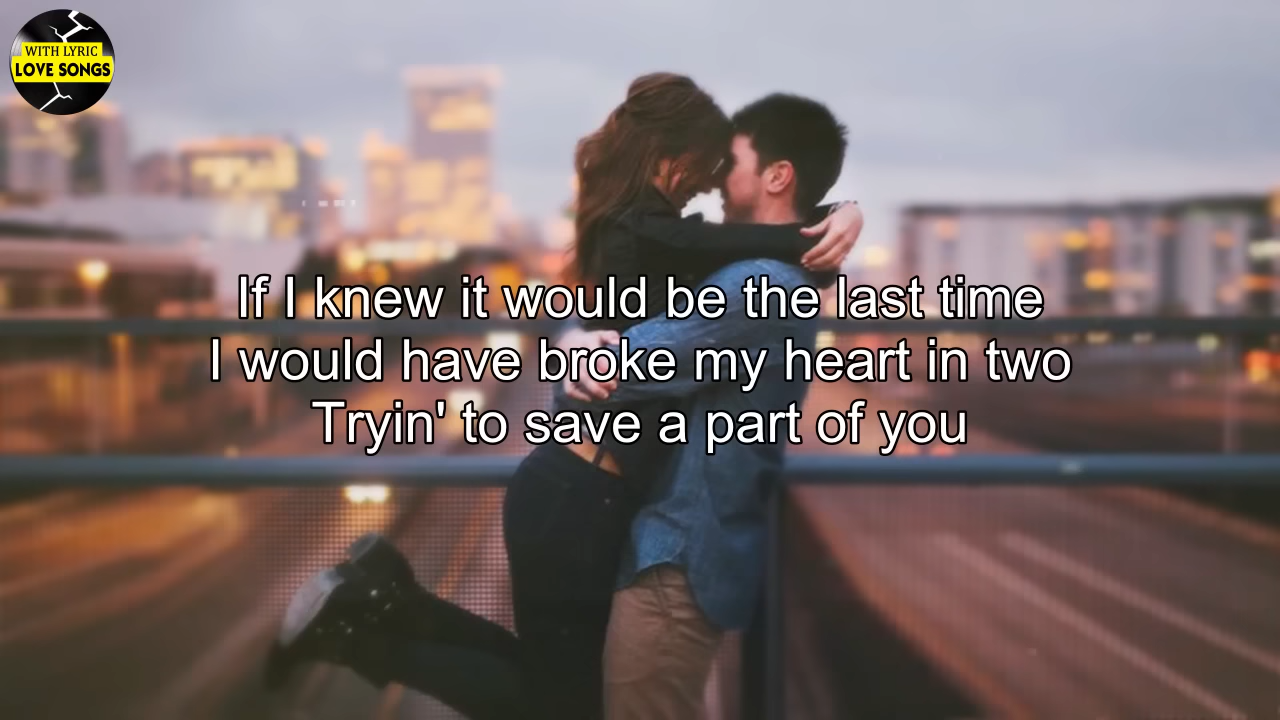 WITH LYRIC
LOVE SONGS
If I knew it would be the last time
I would have broke my heart in two
Tryin' to save a part of you